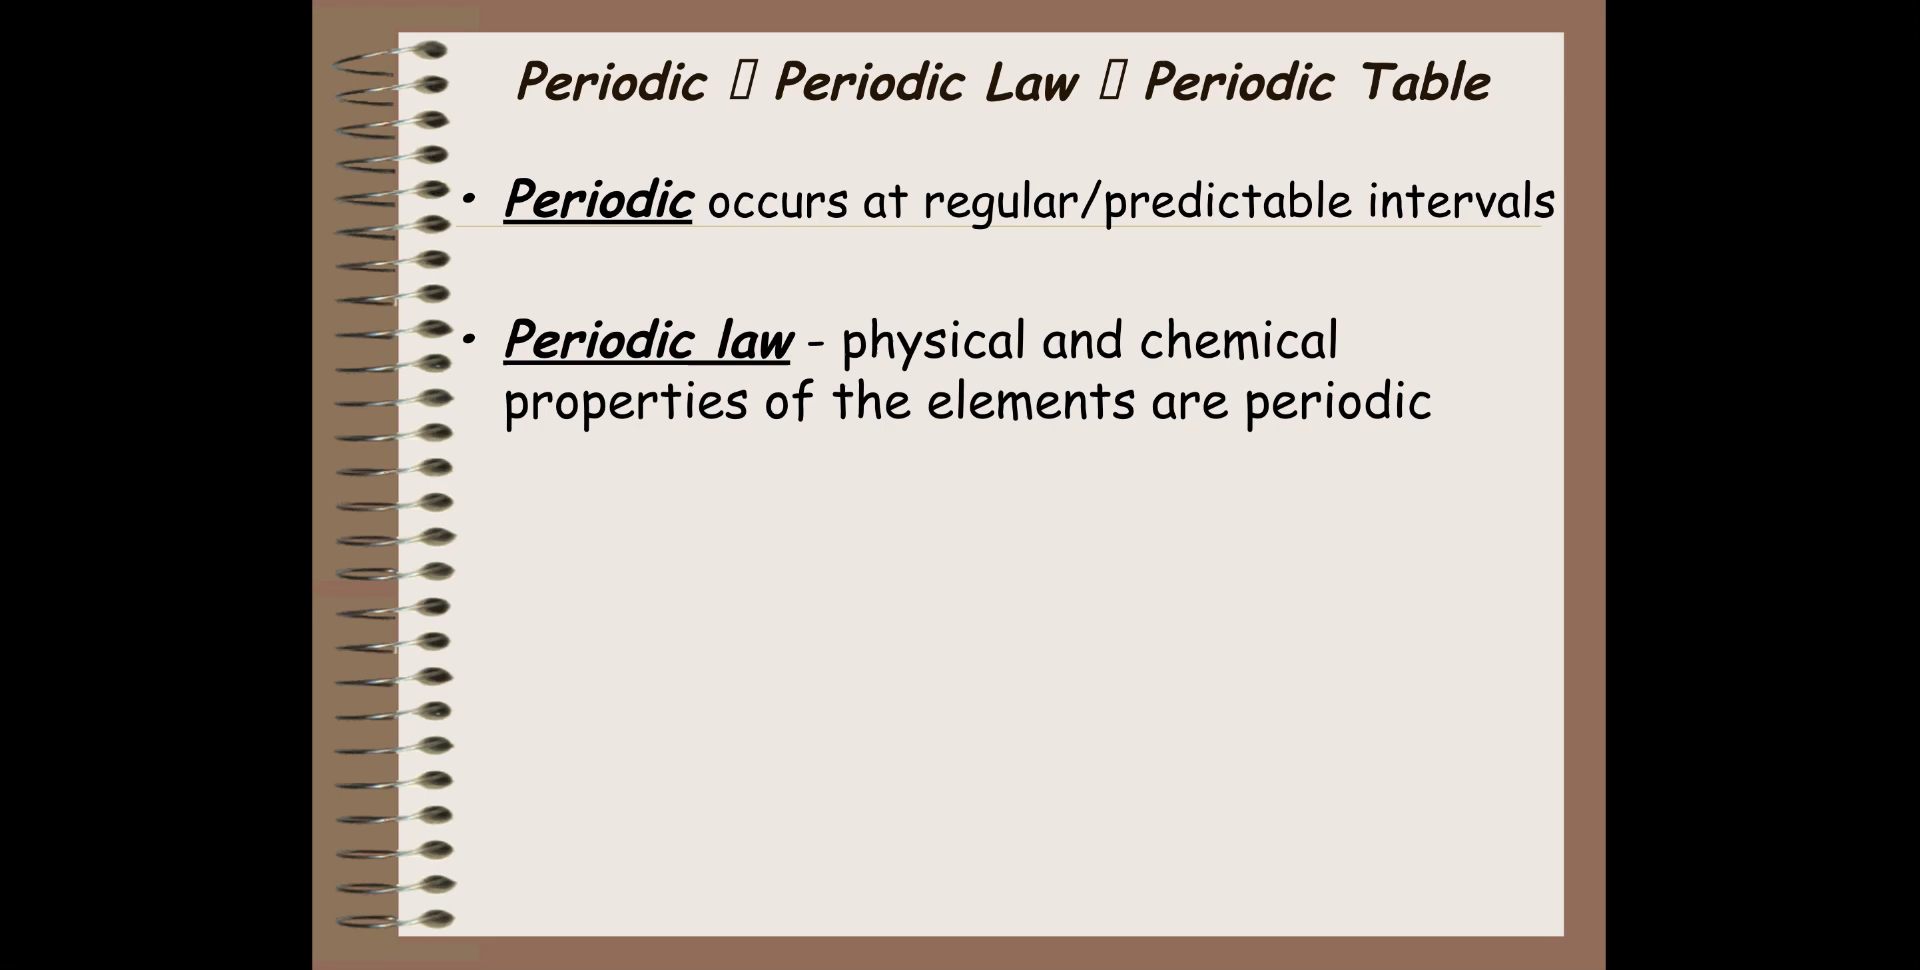 Periodic  Periodic Law  Periodic Table
• Periodic occurs at regular/predictable intervals
• Periodic law - physical and chemical
properties of the elements are periodic